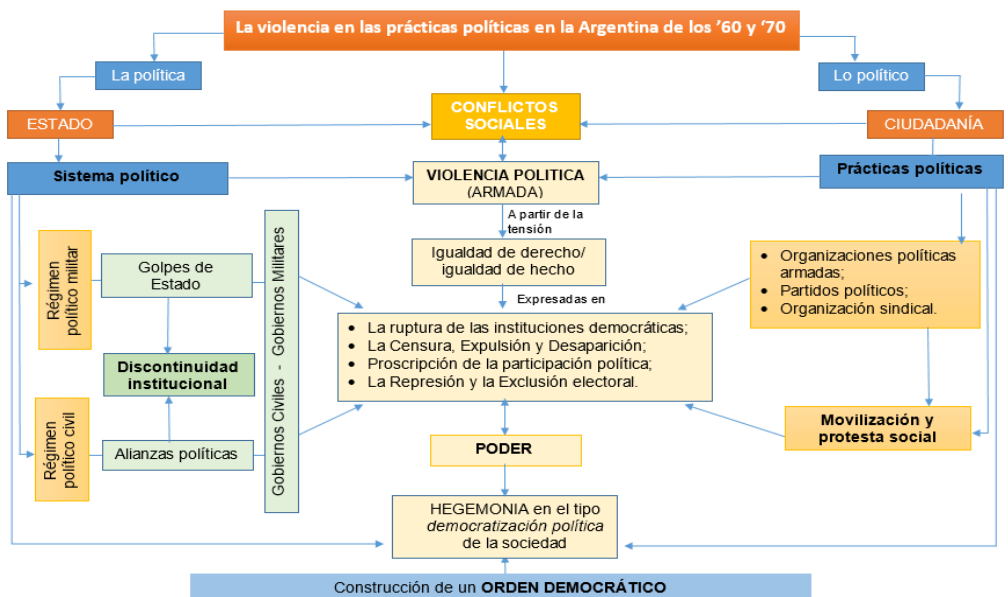 La violencia en las prácticas políticas en la Argentina de los ’60 y ‘70
La política
Lo político
ESTADO
CONFLICTOS
SOCIALES
CIUDADANÍA
Sistema político
VIOLENCIA POLITICA
(ARMADA)
Prácticas políticas
A partir de la
tensión
Igualdad de derecho/
igualdad de hecho
Expresadas en
Régimen
político militar
Golpes de
Estado
Discontinuidad
institucional
Régimen
político civil
Alianzas políticas
Gobiernos Civiles - Gobiernos Militares
• La ruptura de las instituciones democráticas;
• La Censura, Expulsión y Desaparición;
• Proscripción de la participación política;
• La Represión y la Exclusión electoral.
• Organizaciones políticas
armadas;
• Partidos políticos;
• Organización sindical.
Movilización y
protesta social
PODER
HEGEMONIA en el tipo
democratización política
de la sociedad
Construcción de un ORDEN DEMOCRÁTICO